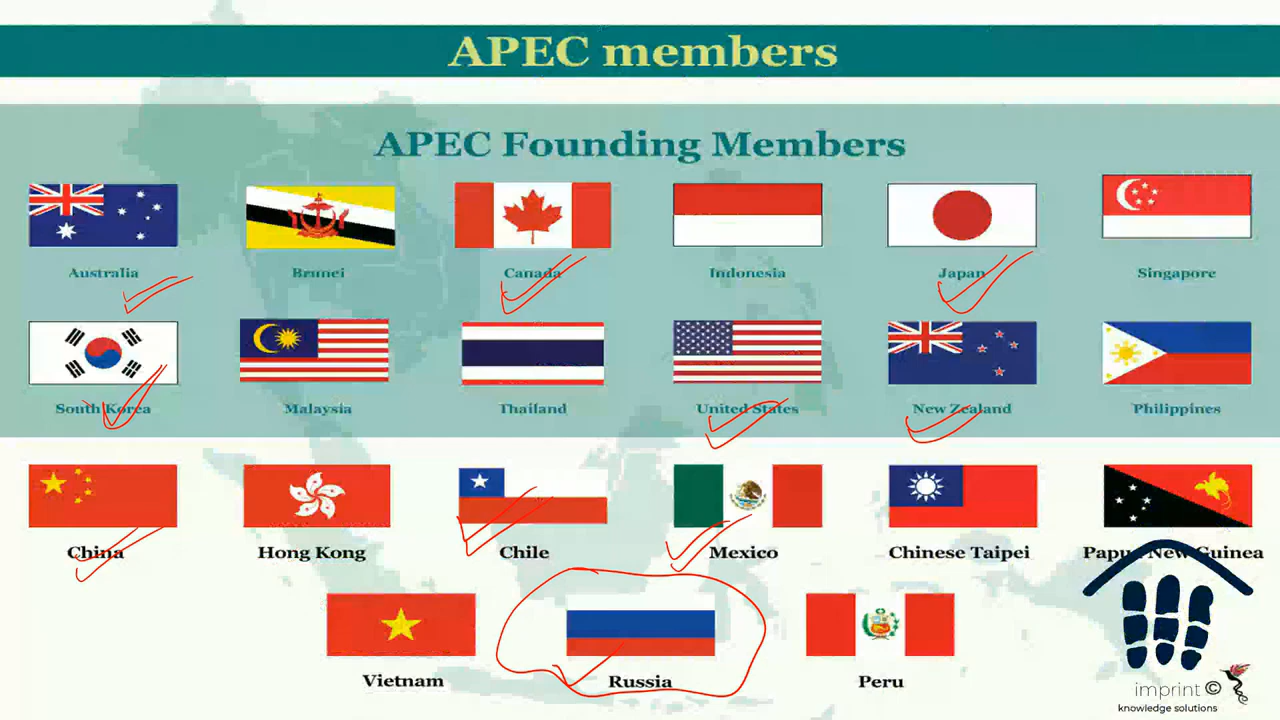 APEC members
APEC Founding Members
Australia Brunei Canada Indonesia Japan Singapore
South Korea Malaysia Thailand United States New Zealand Philippines
China Hong Kong Chile Mexico Chinese Taipei Papua New Guinea
Vietnam Russia Peru
imprint ©
knowledge solutions